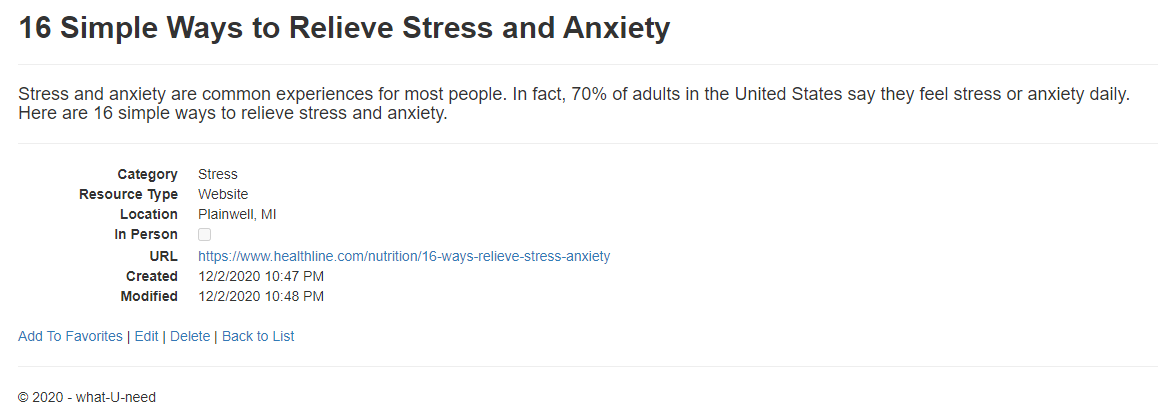 16 Simple Ways to Relieve Stress and Anxiety
Stress and anxiety are common experiences for most people. In fact, 70% of adults in the United States say they feel stress or anxiety daily.
Here are 16 simple ways to relieve stress and anxiety.
Category Stress
Resource Type Website
Location Plainwell, MI
In Person
URL https://www.healthline.com/nutrition/16-ways-relieve-stress-anxiety
Created 12/2/2020 10:47 PM
Modified 12/2/2020 10:48 PM
Add To Favorites | Edit | Delete | Back to List
© 2020 - what-U-need